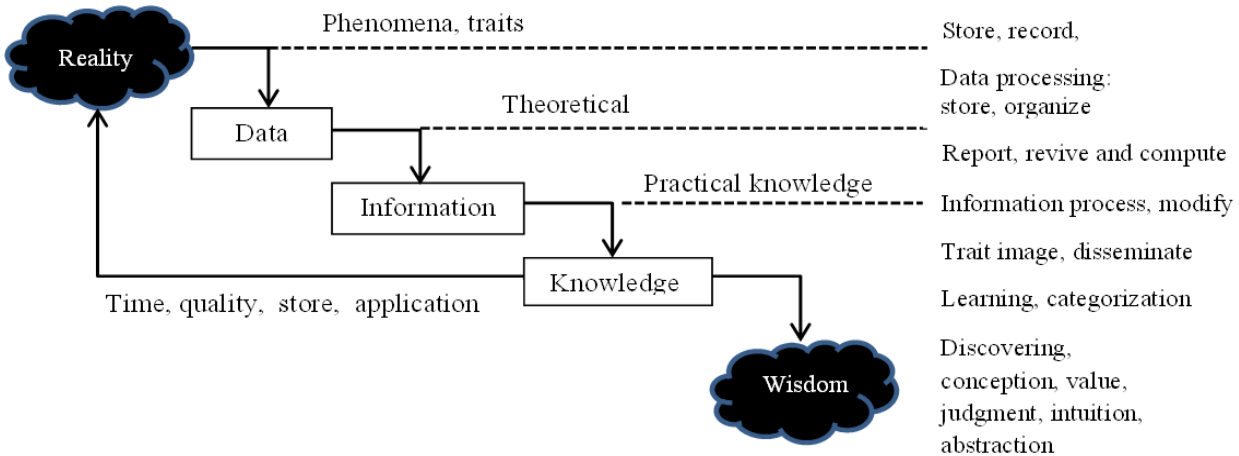 Phenomena, traits
Store, record,
Reality
Data processing:
store, organize
Theoretical
Data
Report, revive and compute
Practical knowledge
Information
Information process, modify
Trait image, disseminate
Knowledge
Time, quality, store, application
Learning, categorization
Discovering,
conception, value,
judgment, intuition,
abstraction
Wisdom